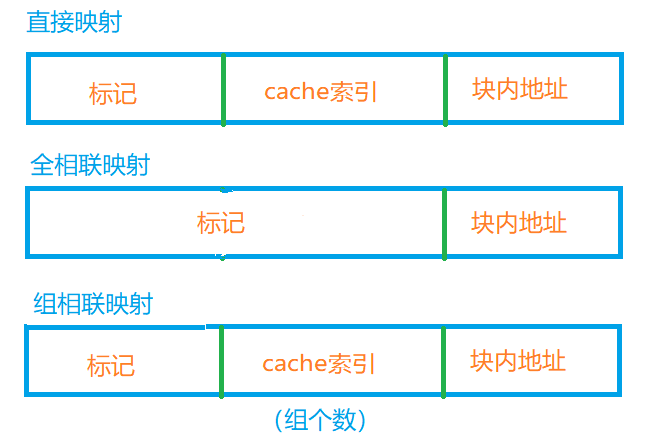 直接映射
标记 cache索引 块内地址
全相联映射
标记 块内地址
组相联映射
标记 cache索引 块内地址
（组个数）